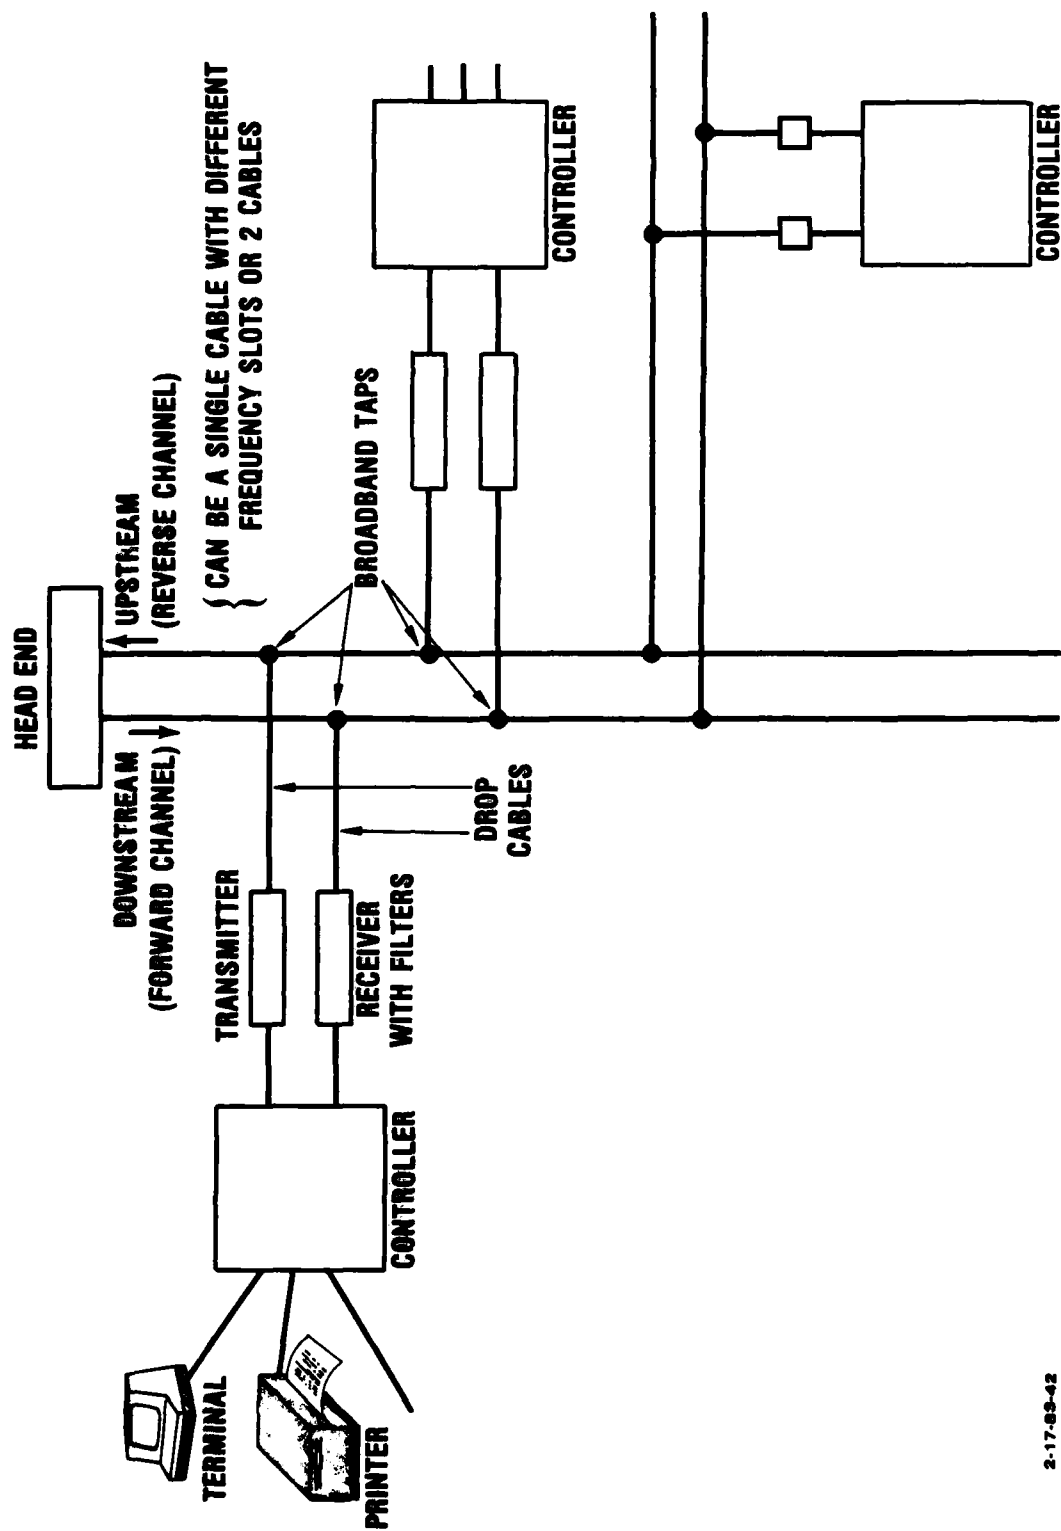 HEAD END
DOWNSTREAM
(FORWARD CHANNEL)
UPSTREAM
(REVERSE CHANNEL)
{ CAN BE A SINGLE CABLE WITH DIFFERENT
FREQUENCY SLOTS OR 2 CABLES }
TERMINAL
PRINTER
CONTROLLER
TRANSMITTER
RECEIVER
WITH FILTERS
DROP
CABLES
BROADBAND TAPS
CONTROLLER
CONTROLLER
2-17-83-42